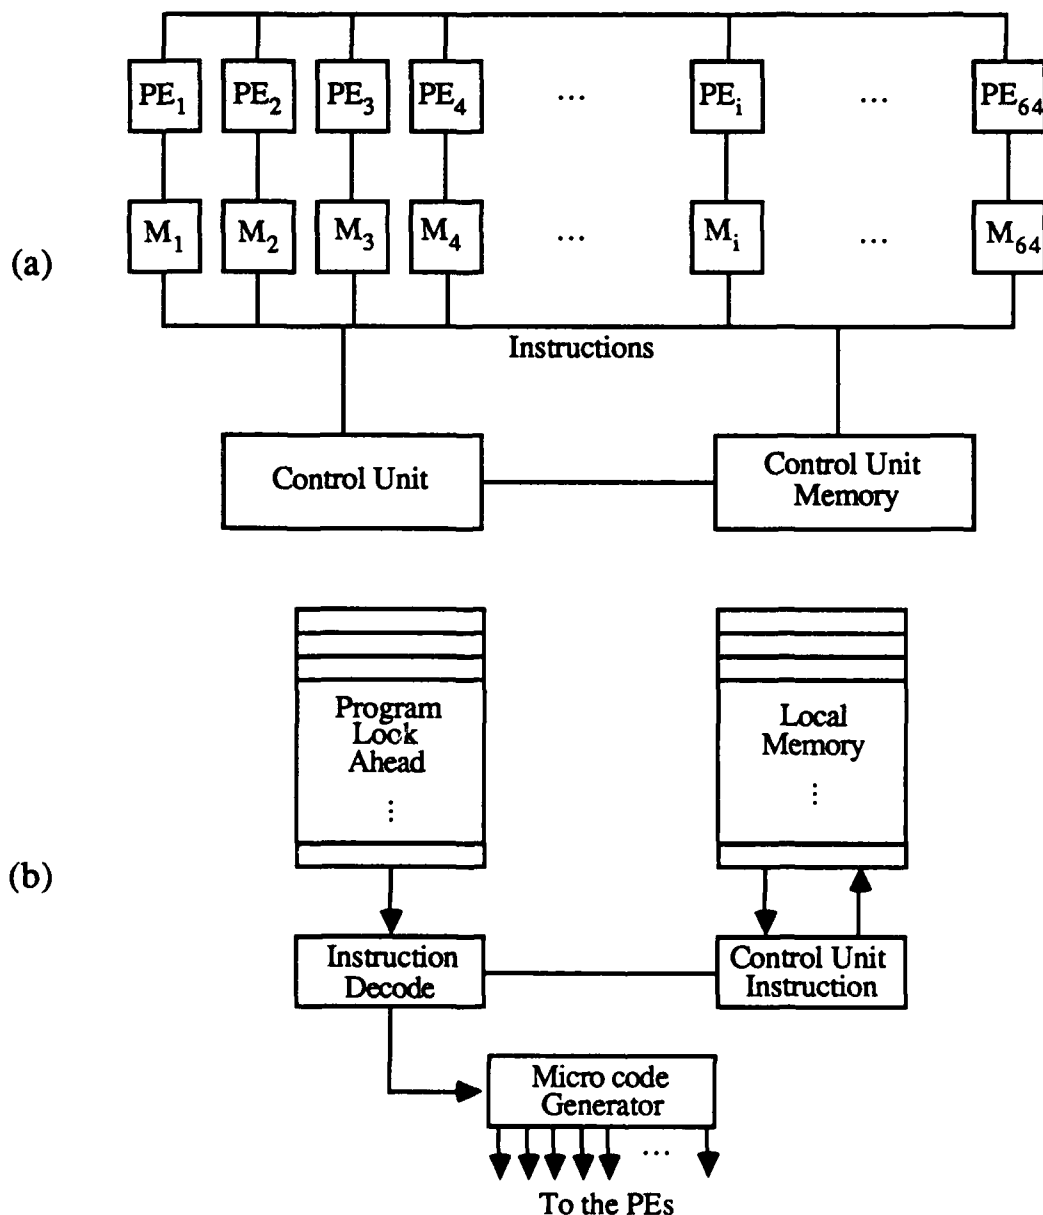 PE1 PE2 PE3 PE4 ... PEi ... PE64
M1 M2 M3 M4 ... Mi ... M64
(a)
Instructions
Control Unit
Control Unit
Memory
Program
Lock
Ahead
...
Local
Memory
...
(b)
Instruction
Decode
Control Unit
Instruction
Micro code
Generator
...
To the PEs